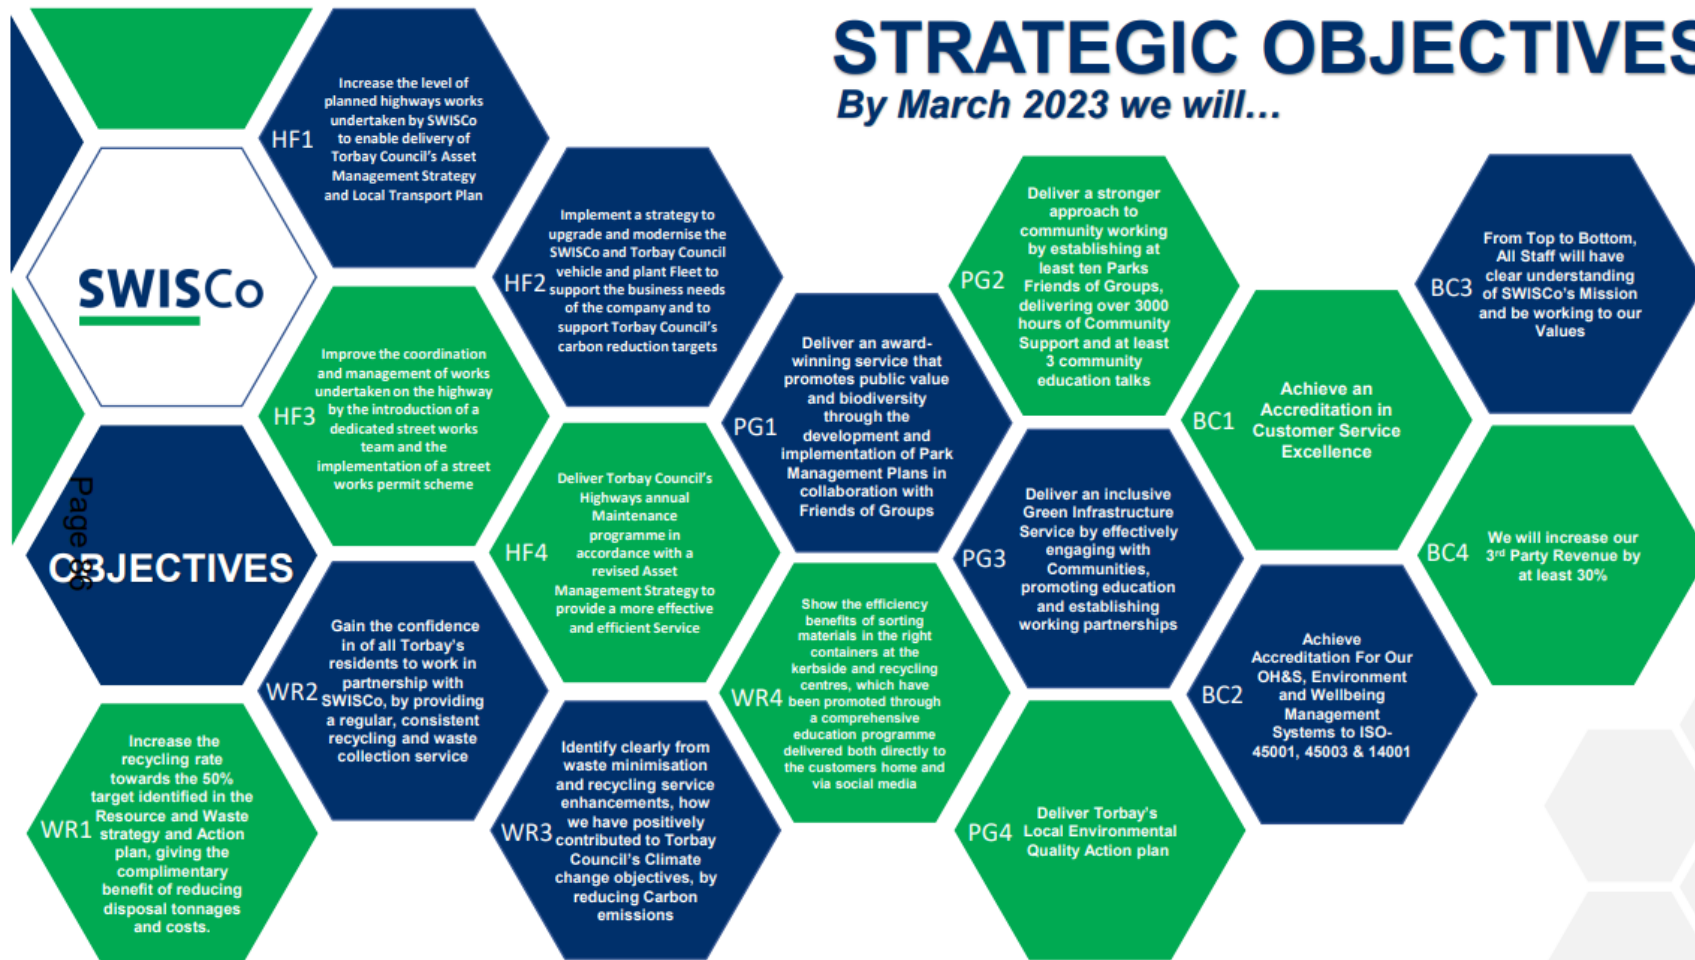 STRATEGIC OBJECTIVES
By March 2023 we will...
SWISCo
OBJECTIVES
Page 86
HF1
Increase the level of
planned highways works
undertaken by SWISCo
to enable delivery of
Torbay Council's Asset
Management Strategy
and Local Transport Plan
HF2
Implement a strategy to
upgrade and modernise the
SWISCo and Torbay Council
vehicle and plant Fleet to
support the business needs
of the company and to
support Torbay Council's
carbon reduction targets
HF3
Improve the coordination
and management of works
undertaken on the highway
by the introduction of a
dedicated street works
team and the
implementation of a street
works permit scheme
HF4
Deliver Torbay Council's
Highways annual
Maintenance
programme in
accordance with a
revised Asset
Management Strategy to
provide a more effective
and efficient Service
WR1
Increase the
recycling rate
towards the 50%
target identified in the
Resource and Waste
strategy and Action
plan, giving the
complimentary
benefit of reducing
disposal tonnages
and costs.
WR2
Gain the confidence
in of all Torbay's
residents to work in
partnership with
SWISCo, by providing
a regular, consistent
recycling and waste
collection service
WR3
Identify clearly from
waste minimisation
and recycling service
enhancements, how
we have positively
contributed to Torbay
Council's Climate
change objectives, by
reducing Carbon
emissions
WR4
Show the efficiency
benefits of sorting
materials in the right
containers at the
kerbside and recycling
centres, which have
been promoted through
a comprehensive
education programme
delivered both directly to
the customers home and
via social media
PG1
Deliver an award-
winning service that
promotes public value
and biodiversity
through the
development and
implementation of Park
Management Plans in
collaboration with
Friends of Groups
PG2
Deliver a stronger
approach to
community working
by establishing at
least ten Parks
Friends of Groups,
delivering over 3000
hours of Community
Support and at least
3 community
education talks
PG3
Deliver an inclusive
Green Infrastructure
Service by effectively
engaging with
Communities,
promoting education
and establishing
working partnerships
PG4
Deliver Torbay's
Local Environmental
Quality Action plan
BC1
Achieve an
Accreditation in
Customer Service
Excellence
BC2
Achieve
Accreditation For Our
OH&S, Environment
and Wellbeing
Management
Systems to ISO-
45001, 45003 & 14001
BC3
From Top to Bottom,
All Staff will have
clear understanding
of SWISCo's Mission
and be working to our
Values
BC4
We will increase our
3rd Party Revenue by
at least 30%